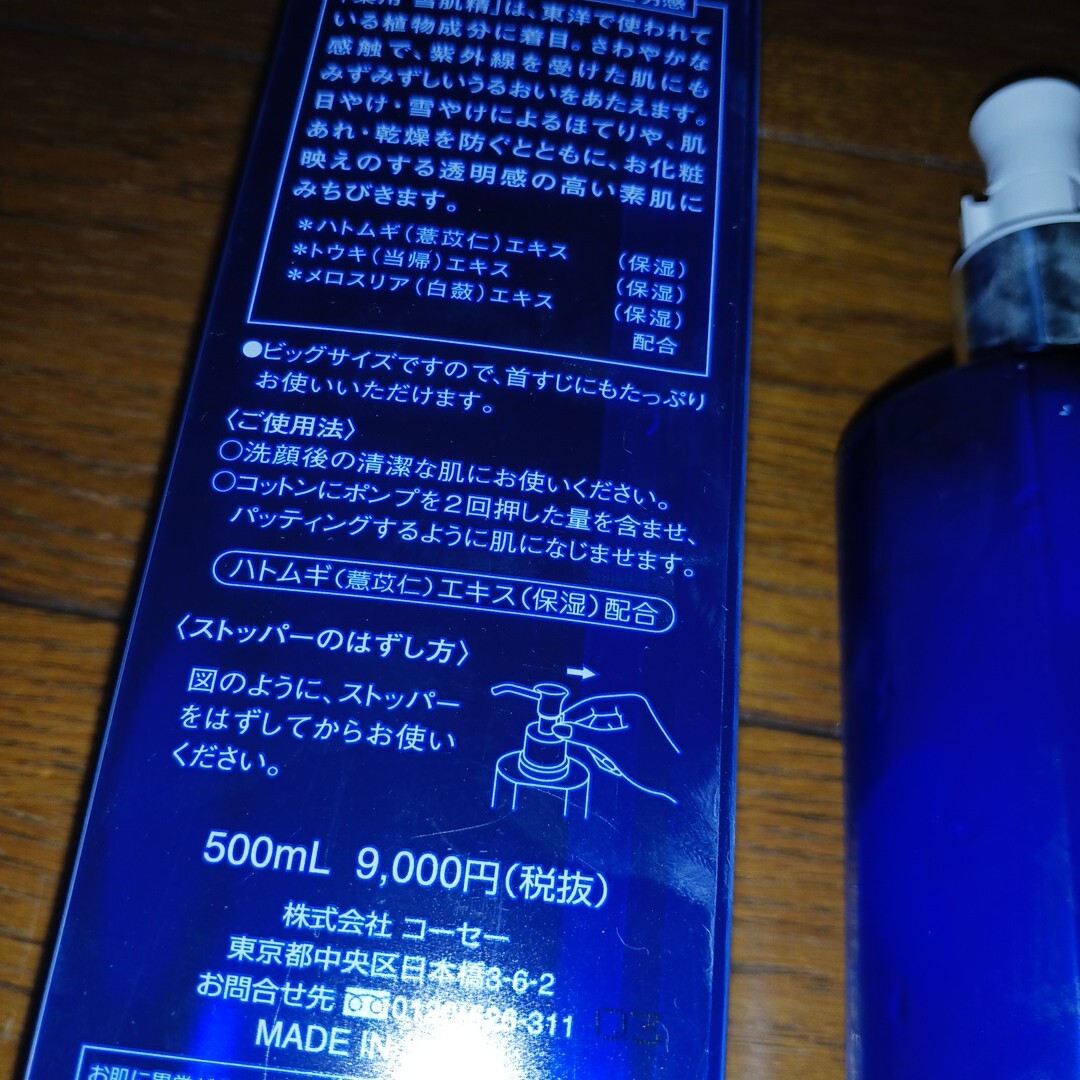 「薬用 雪肌精」は、東洋で使われて
いる植物成分に着目。さわやかな
感触で、紫外線を受けた肌にも
みずみずしいうるおいをあたえます。
日やけ・雪やけによるほてりや、肌
あれ・乾燥を防ぐとともに、お化粧
映えのする透明感の高い素肌に
みちびきます。
*ハトムギ(薏苡仁)エキス (保湿)
*トウキ(当帰)エキス (保湿)
*メロスリア(白蘞)エキス (保湿)
配合
●ビッグサイズですので、首すじにもたっぷり
お使いいただけます。
〈ご使用法〉
○洗顔後の清潔な肌にお使いください。
○コットンにポンプを2回押した量を含ませ、
パッティングするように肌になじませます。
ハトムギ(薏苡仁)エキス(保湿)配合
〈ストッパーのはずし方〉
図のように、ストッパー
をはずしてからお使い
ください。
500mL 9,000円(税抜)
株式会社 コーセー
東京都中央区日本橋3-6-2
お問合せ先
MADE IN